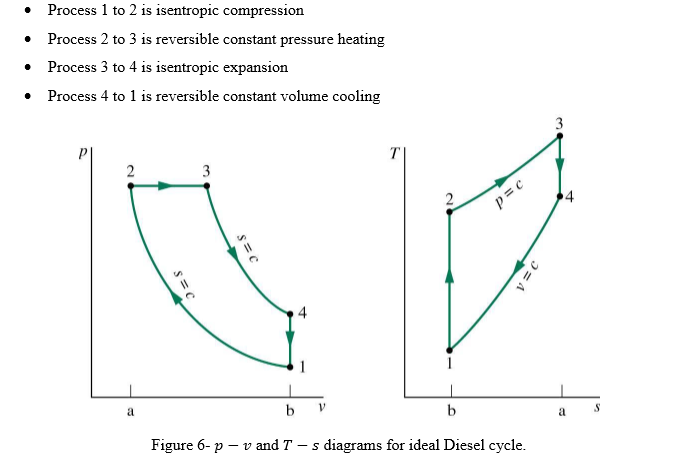 • Process 1 to 2 is isentropic compression
• Process 2 to 3 is reversible constant pressure heating
• Process 3 to 4 is isentropic expansion
• Process 4 to 1 is reversible constant volume cooling
p
2
3
s = c
s = c
4
1
a
b
v
T
3
2
p = c
4
v = c
1
b
a
s
Figure 6- p – v and T – s diagrams for ideal Diesel cycle.